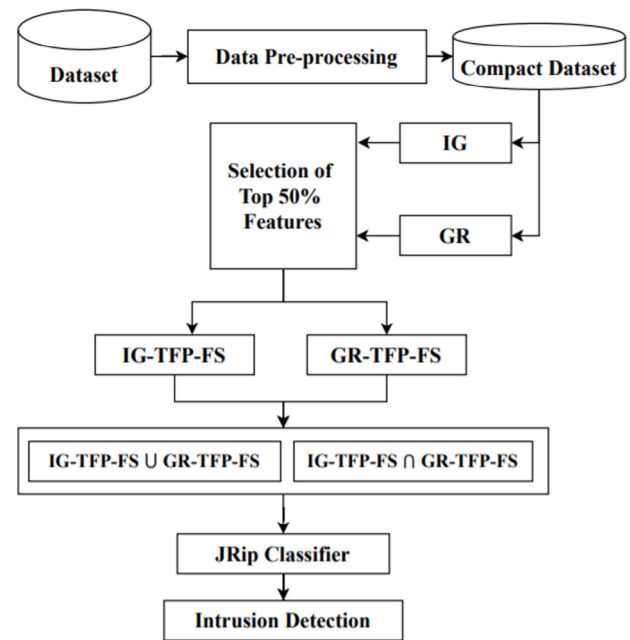 Dataset
Data Pre-processing
Compact Dataset
IG
Selection of
Top 50%
Features
GR
IG-TFP-FS
GR-TFP-FS
IG-TFP-FS ∪ GR-TFP-FS
IG-TFP-FS ∩ GR-TFP-FS
JRip Classifier
Intrusion Detection